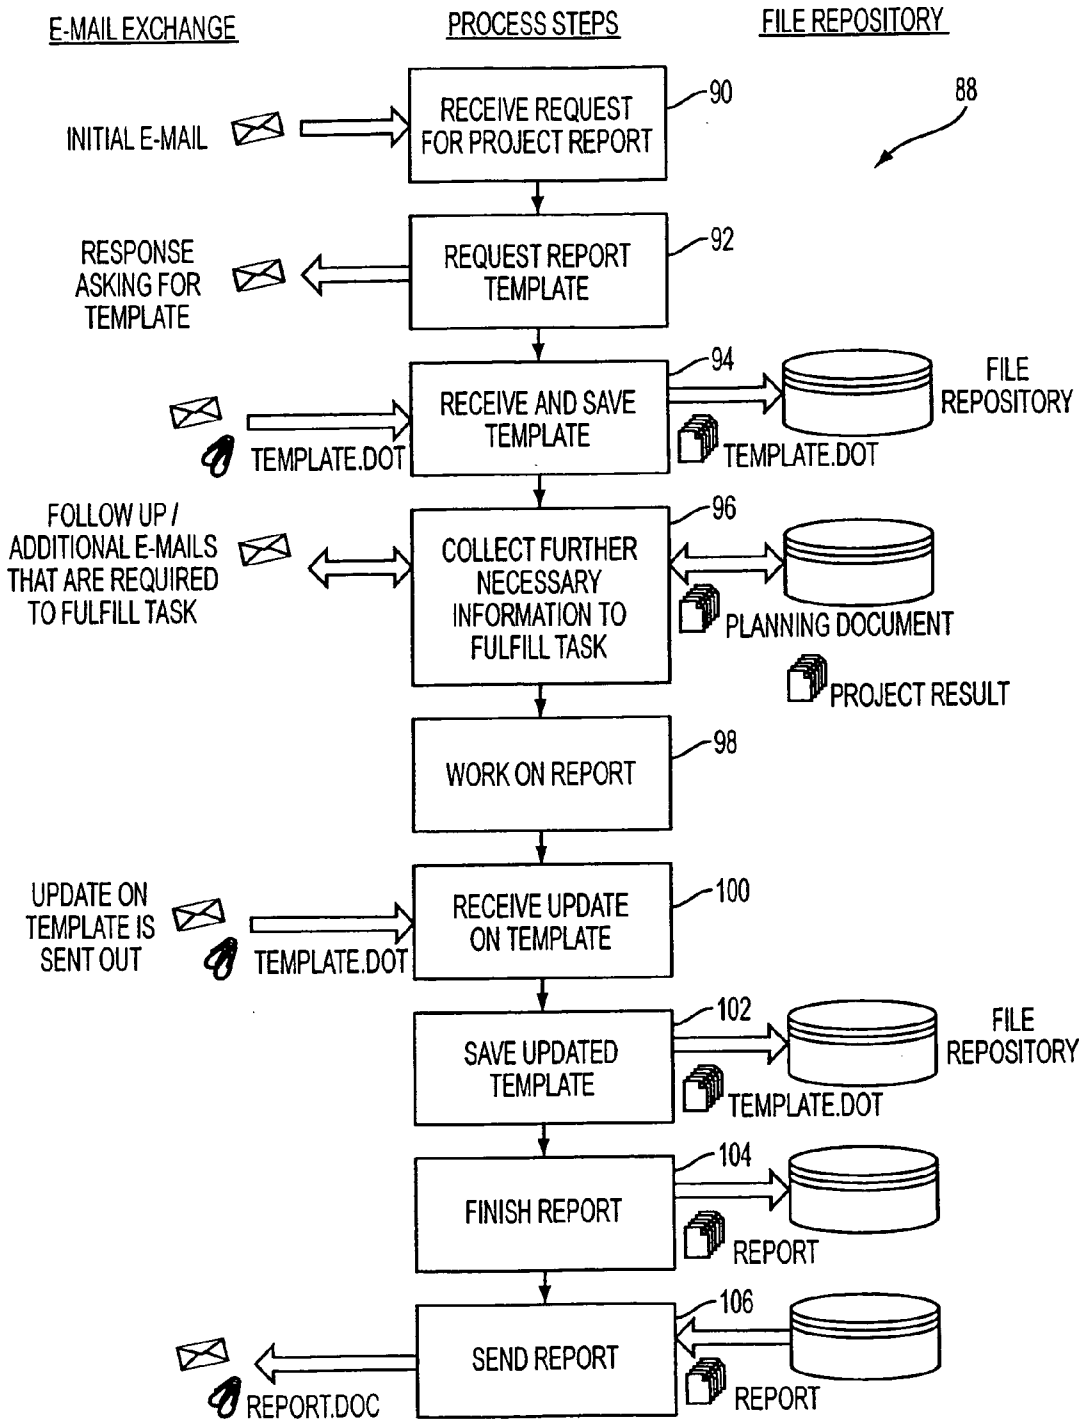 E-MAIL EXCHANGE
PROCESS STEPS
FILE REPOSITORY
88
INITIAL E-MAIL
RECEIVE REQUEST
FOR PROJECT REPORT
90
RESPONSE
ASKING FOR
TEMPLATE
REQUEST REPORT
TEMPLATE
92
TEMPLATE.DOT
RECEIVE AND SAVE
TEMPLATE
94
TEMPLATE.DOT
FILE
REPOSITORY
FOLLOW UP /
ADDITIONAL E-MAILS
THAT ARE REQUIRED
TO FULFILL TASK
COLLECT FURTHER
NECESSARY
INFORMATION TO
FULFILL TASK
96
PLANNING DOCUMENT
PROJECT RESULT
WORK ON REPORT
98
UPDATE ON
TEMPLATE IS
SENT OUT
TEMPLATE.DOT
RECEIVE UPDATE
ON TEMPLATE
100
SAVE UPDATED
TEMPLATE
102
TEMPLATE.DOT
FILE
REPOSITORY
FINISH REPORT
104
REPORT
REPORT.DOC
SEND REPORT
106
REPORT